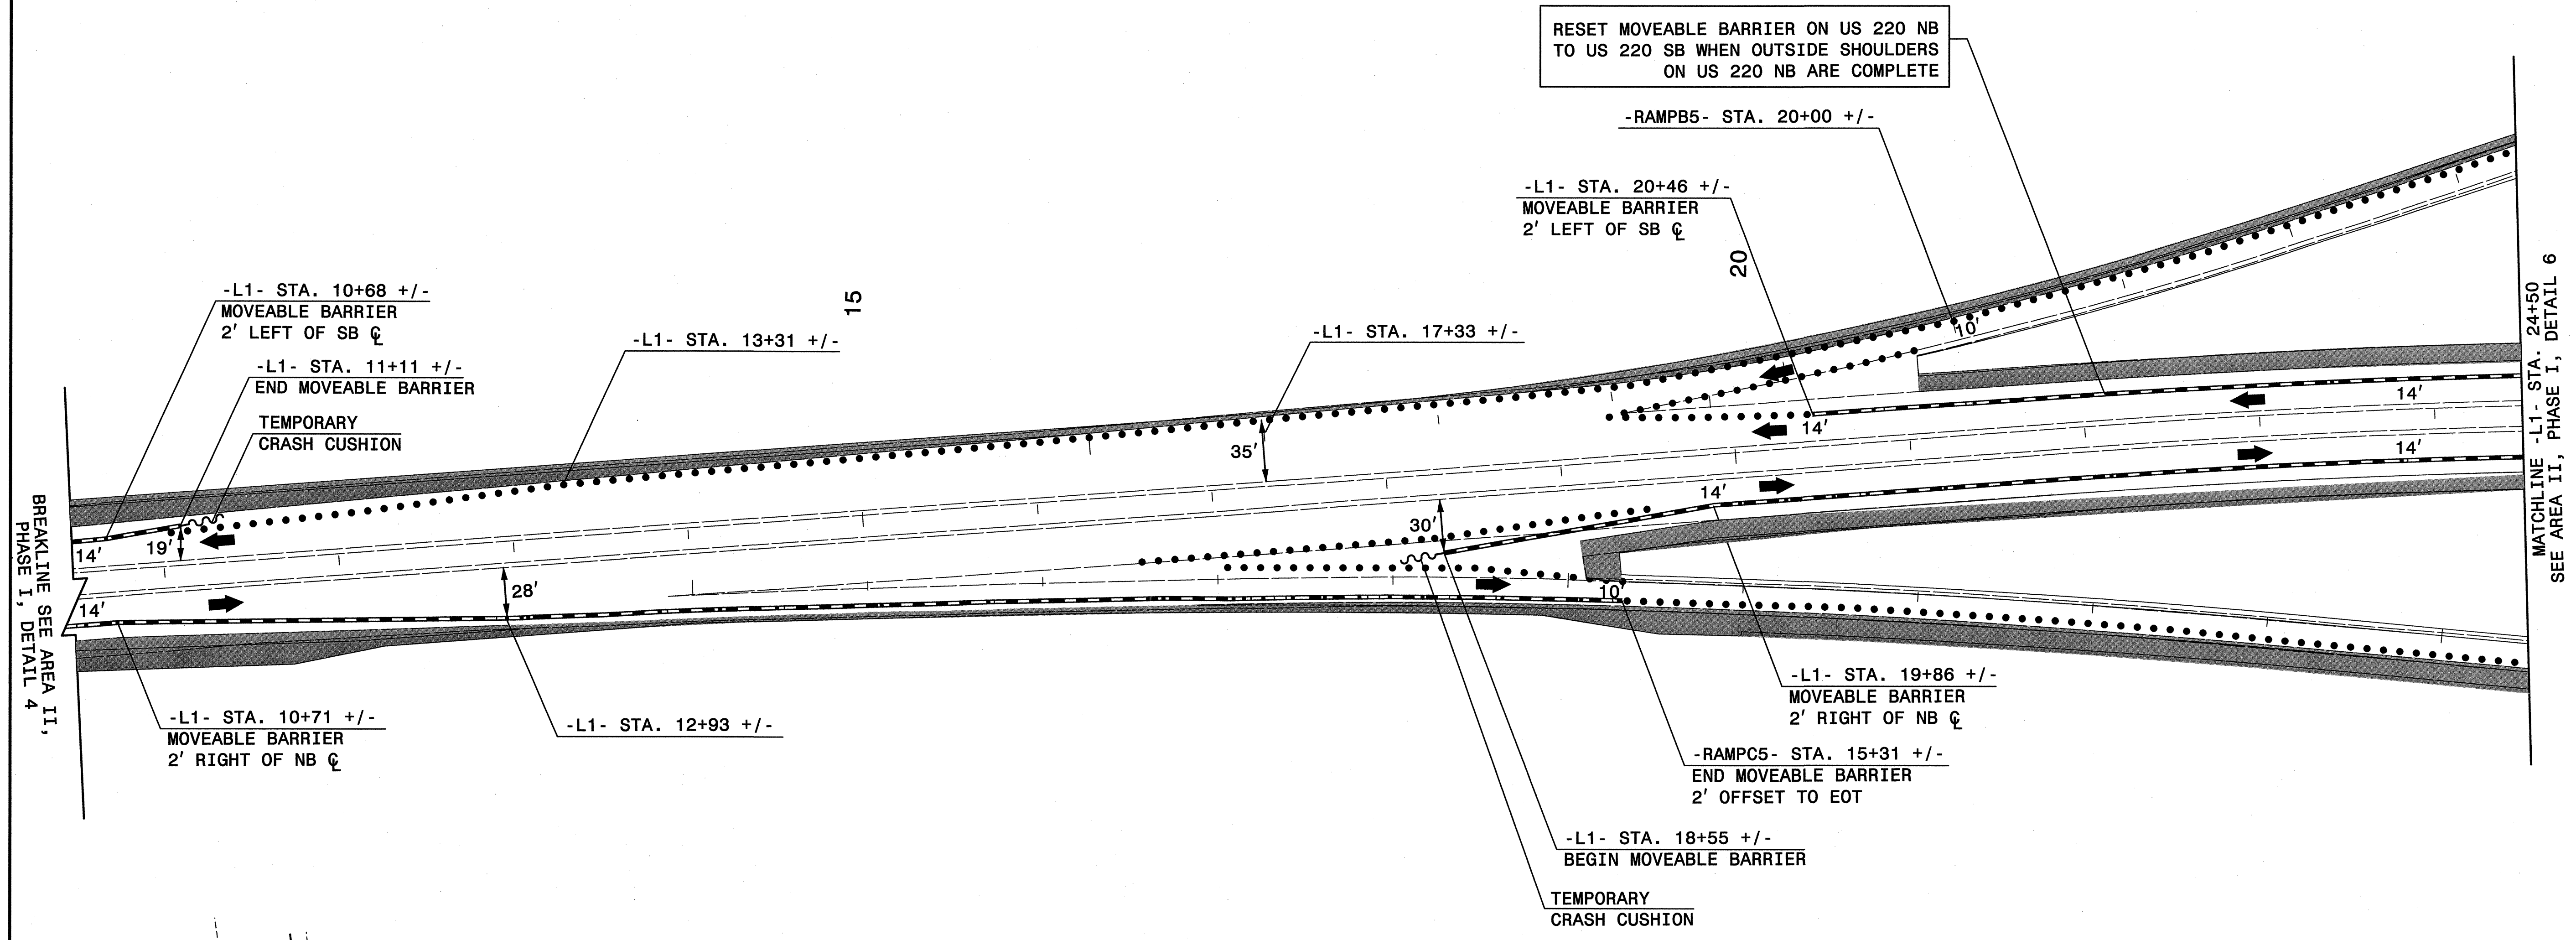 RESET MOVEABLE BARRIER ON US 220 NB
TO US 220 SB WHEN OUTSIDE SHOULDERS
ON US 220 NB ARE COMPLETE
-RAMPB5- STA. 20+00 +/-
-L1- STA. 20+46 +/-
MOVEABLE BARRIER
2' LEFT OF SB ℄
20
-L1- STA. 10+68 +/-
MOVEABLE BARRIER
2' LEFT OF SB ℄
15
-L1- STA. 13+31 +/-
-L1- STA. 17+33 +/-
-L1- STA. 11+11 +/-
END MOVEABLE BARRIER
TEMPORARY
CRASH CUSHION
10'
14'
14'
14'
35'
14'
30'
14'
19'
28'
14'
10'
BREAKLINE SEE AREA II,
PHASE I, DETAIL 4
MATCHLINE -L1- STA. 24+50
SEE AREA II, PHASE I, DETAIL 6
-L1- STA. 10+71 +/-
MOVEABLE BARRIER
2' RIGHT OF NB ℄
-L1- STA. 12+93 +/-
-L1- STA. 19+86 +/-
MOVEABLE BARRIER
2' RIGHT OF NB ℄
-RAMPC5- STA. 15+31 +/-
END MOVEABLE BARRIER
2' OFFSET TO EOT
-L1- STA. 18+55 +/-
BEGIN MOVEABLE BARRIER
TEMPORARY
CRASH CUSHION